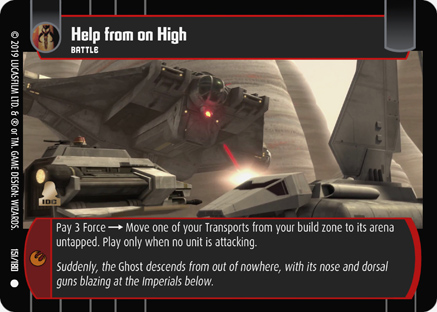 Help from on High
BATTLE
© 2019 LUCASFILM LTD. & ® OR TM. GAME DESIGN: WIZARDS.
Pay 3 Force → Move one of your Transports from your build zone to its arena
untapped. Play only when no unit is attacking.
Suddenly, the Ghost descends from out of nowhere, with its nose and dorsal
guns blazing at the Imperials below.